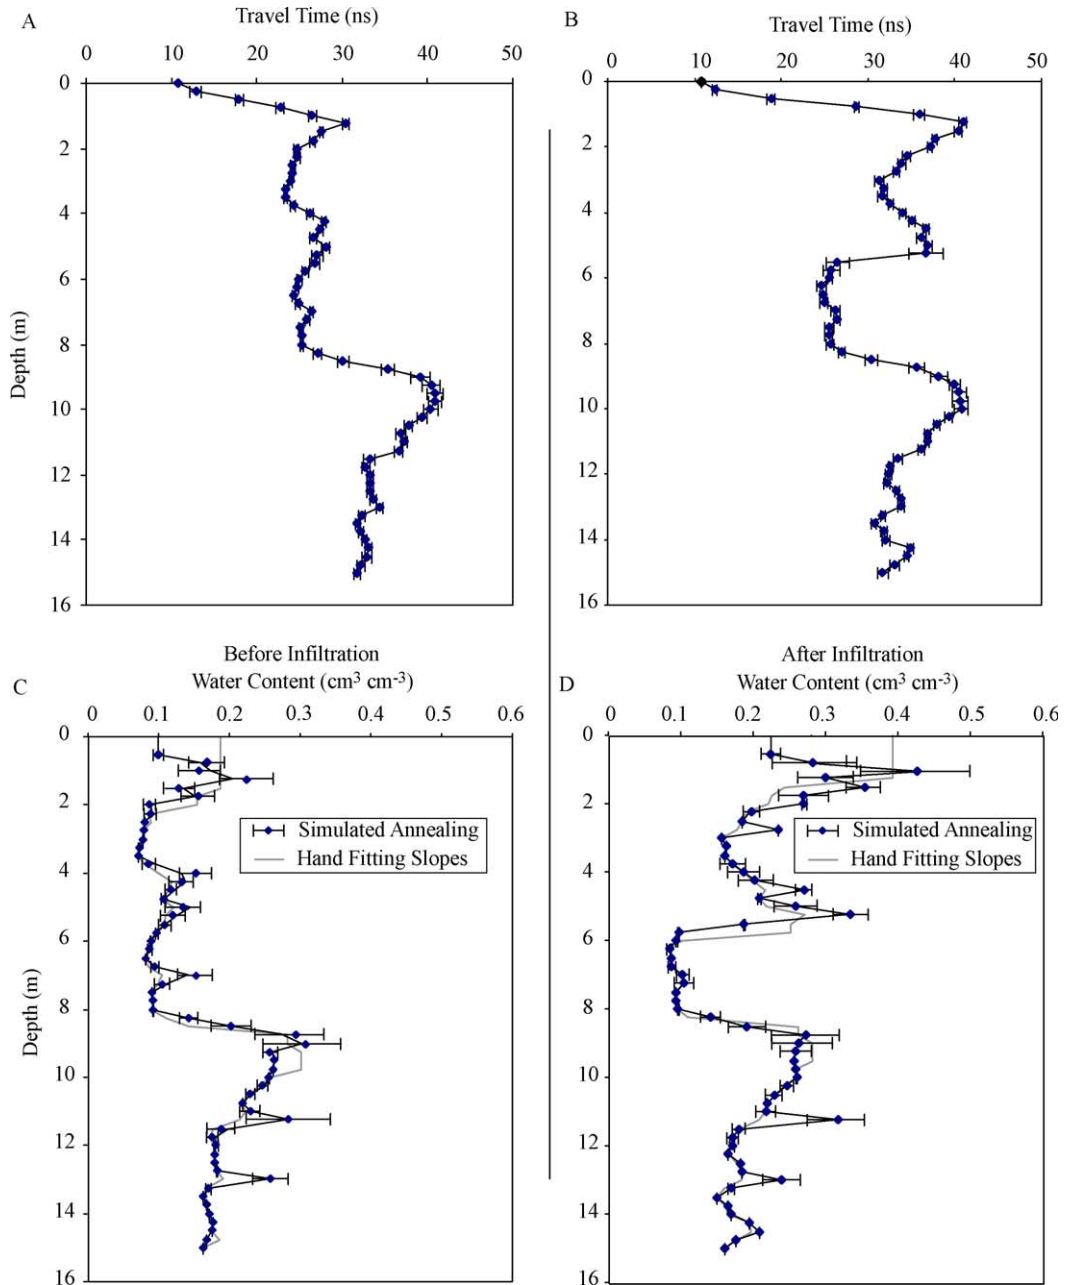 A
Travel Time (ns)
0 10 20 30 40 50
0
2
4
6
8
10
12
14
16
Depth (m)
B
Travel Time (ns)
0 10 20 30 40 50
0
2
4
6
8
10
12
14
16
Before Infiltration
C
Water Content (cm³ cm⁻³)
0 0.1 0.2 0.3 0.4 0.5 0.6
0
2
4
6
8
10
12
14
16
Depth (m)
Simulated Annealing
Hand Fitting Slopes
After Infiltration
D
Water Content (cm³ cm⁻³)
0 0.1 0.2 0.3 0.4 0.5 0.6
0
2
4
6
8
10
12
14
16
Simulated Annealing
Hand Fitting Slopes